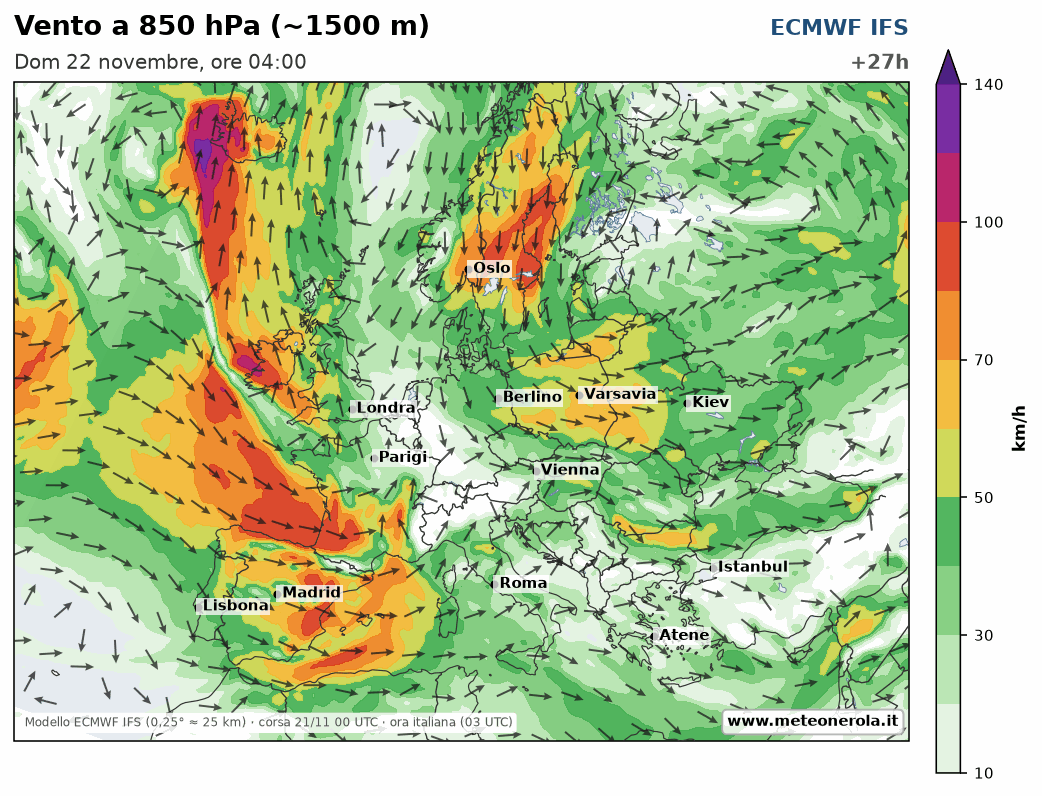 Vento a 850 hPa (~1500 m)
ECMWF IFS
Dom 22 novembre, ore 04:00
+27h
140
100
70
50
30
10
km/h
Oslo
Londra
Berlino
Varsavia
Kiev
Parigi
Vienna
Istanbul
Roma
Madrid
Lisbona
Atene
Modello ECMWF IFS (0,25° ≈ 25 km) · corsa 21/11 00 UTC · ora italiana (03 UTC)
www.meteonerola.it